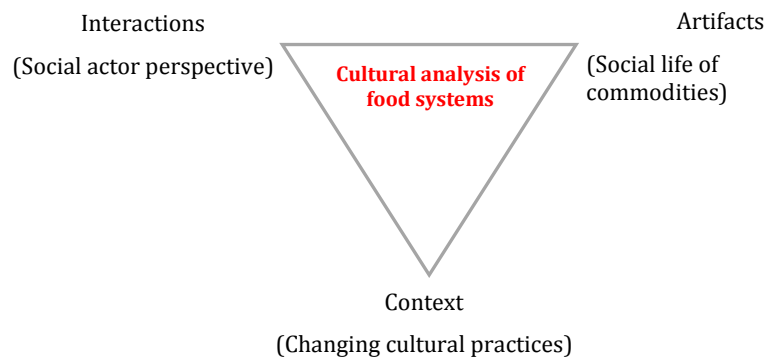 Interactions
(Social actor perspective)
Artifacts
(Social life of
commodities)
Cultural analysis of
food systems
Context
(Changing cultural practices)